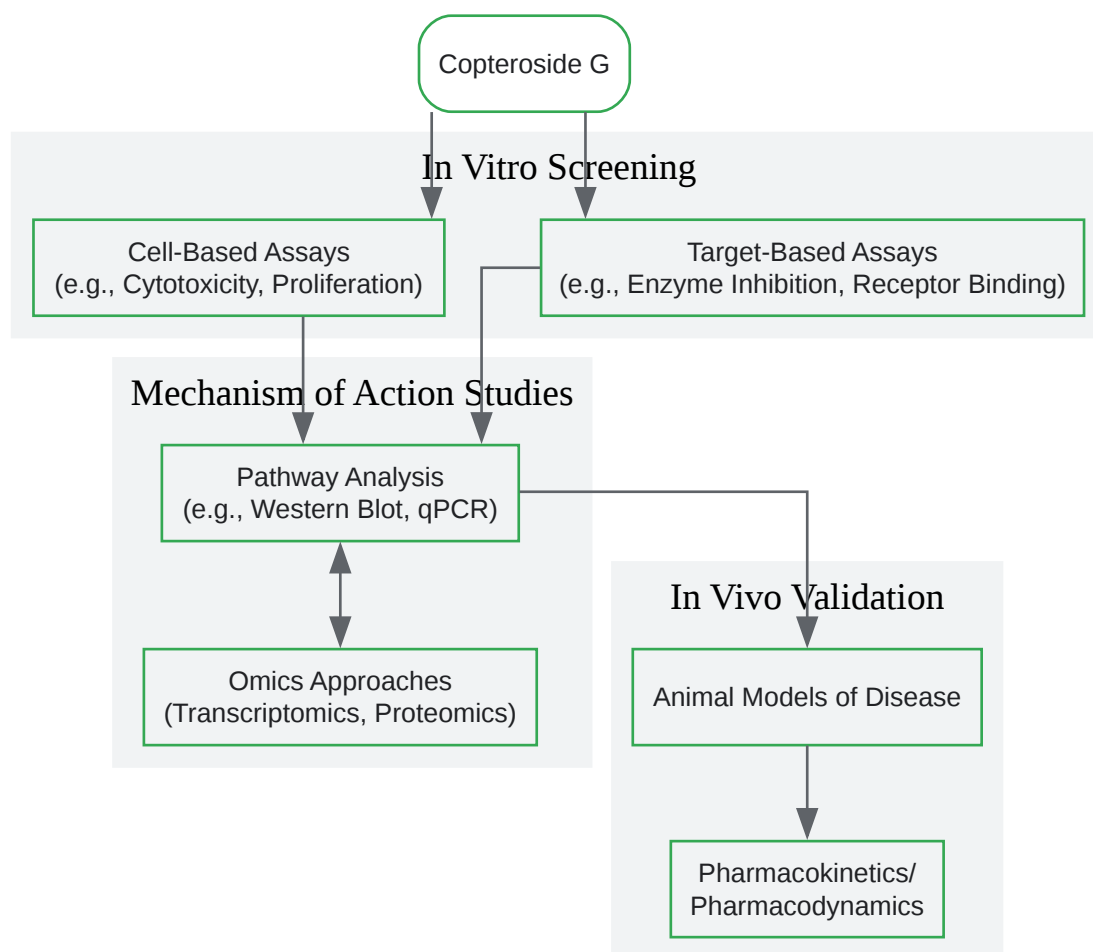 Copteroside G
In Vitro Screening
Cell-Based Assays
(e.g., Cytotoxicity, Proliferation)
Target-Based Assays
(e.g., Enzyme Inhibition, Receptor Binding)
Mechanism of Action Studies
Pathway Analysis
(e.g., Western Blot, qPCR)
Omics Approaches
(Transcriptomics, Proteomics)
In Vivo Validation
Animal Models of Disease
Pharmacokinetics/
Pharmacodynamics